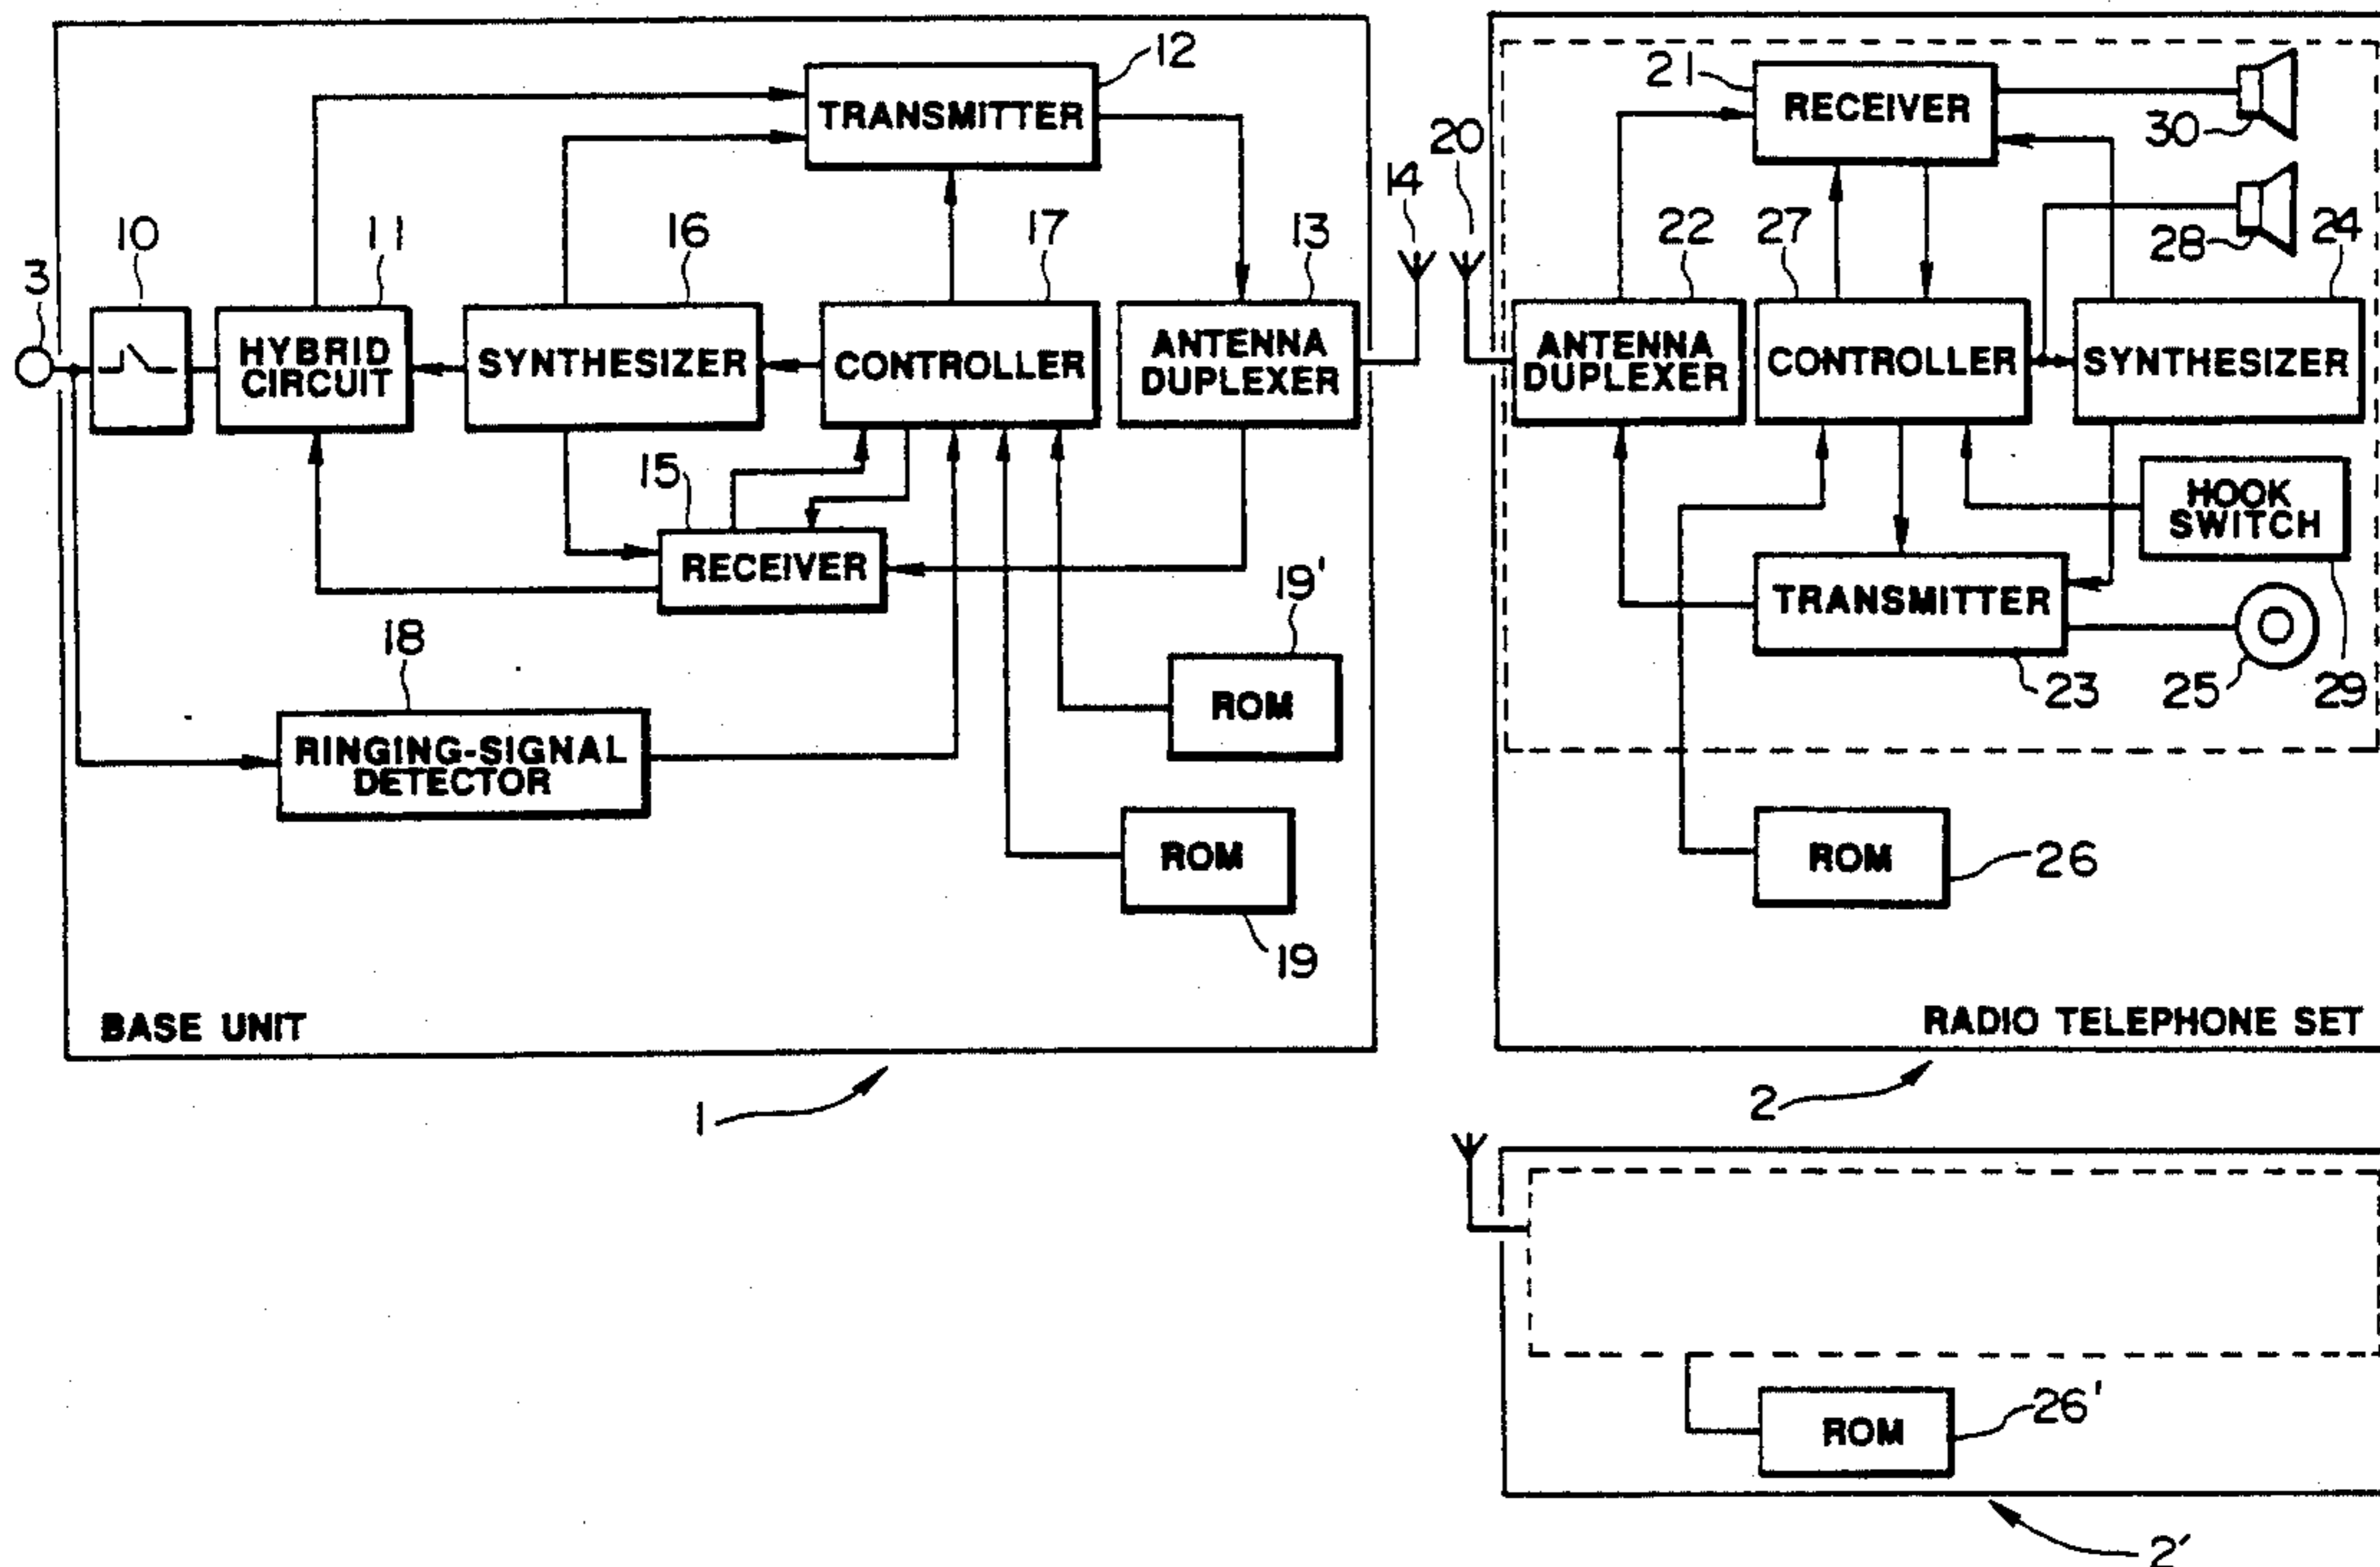 12
TRANSMITTER
21
RECEIVER
30
20
14
10
11
16
17
13
22
27
28
24
3
HYBRID
CIRCUIT
SYNTHESIZER
CONTROLLER
ANTENNA
DUPLEXER
ANTENNA
DUPLEXER
CONTROLLER
SYNTHESIZER
15
RECEIVER
HOOK
SWITCH
19'
TRANSMITTER
18
23
25
29
ROM
RINGING-SIGNAL
DETECTOR
ROM
19
ROM
26
BASE UNIT
RADIO TELEPHONE SET
1
2
ROM
26'
2'